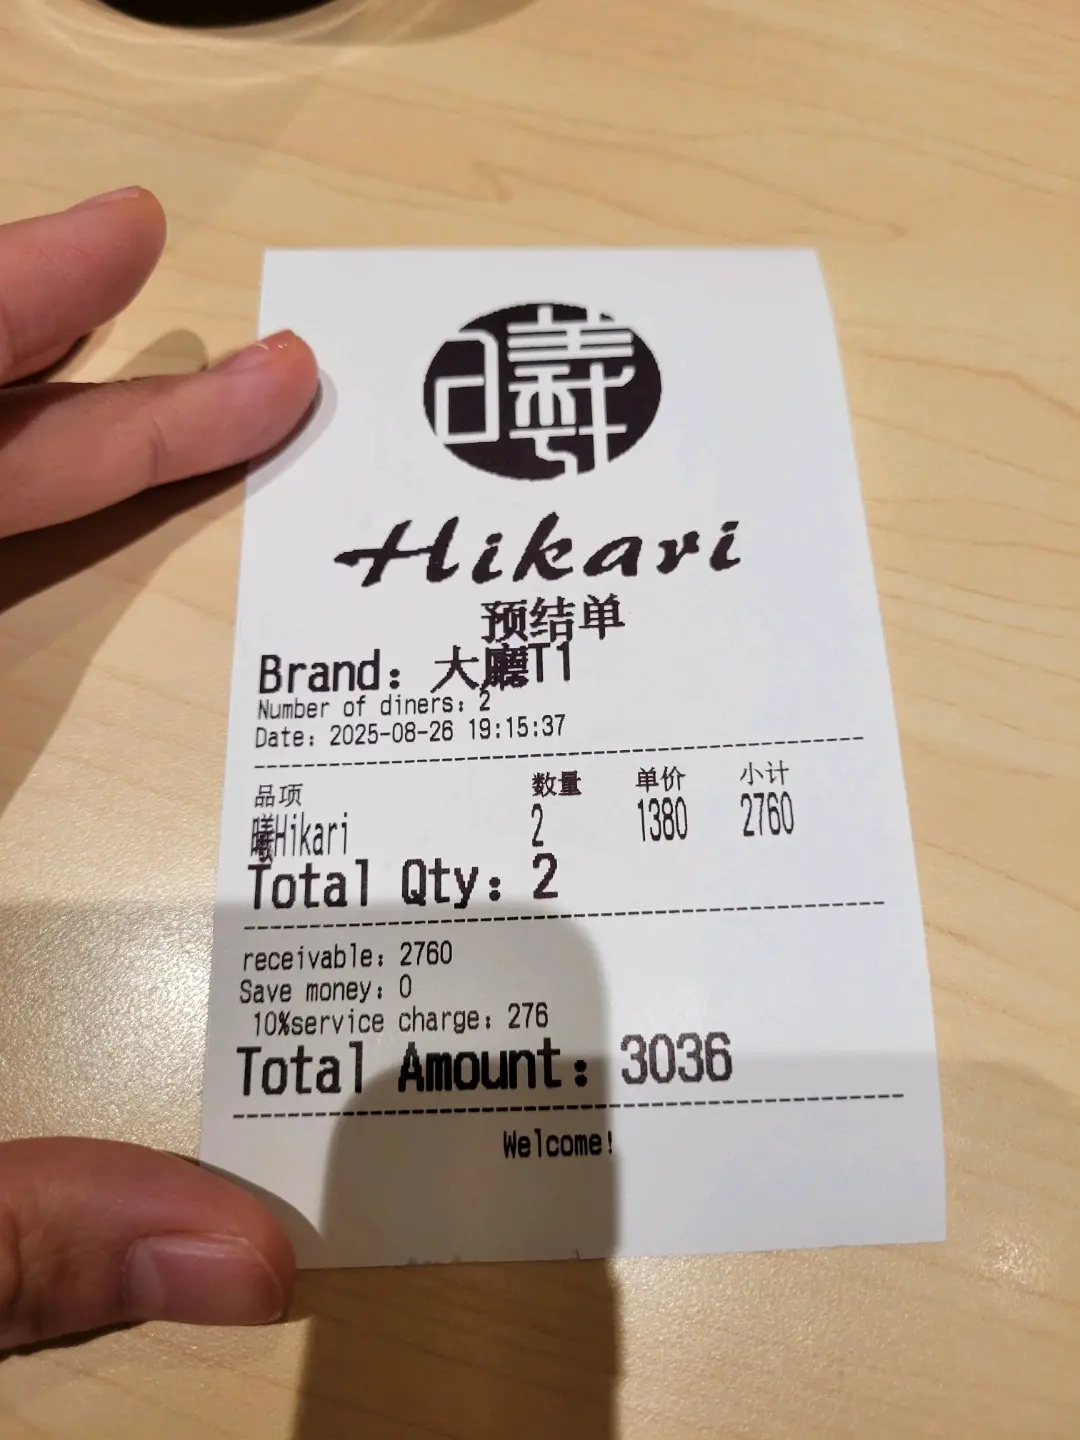 曦
Hikari
预结单
Brand: 大廳T1
Number of diners: 2
Date: 2025-08-26 19:15:37
品项 数量 单价 小计
曦Hikari 2 1380 2760
Total Qty: 2
receivable: 2760
Save money: 0
10%service charge: 276
Total Amount: 3036
Welcome!